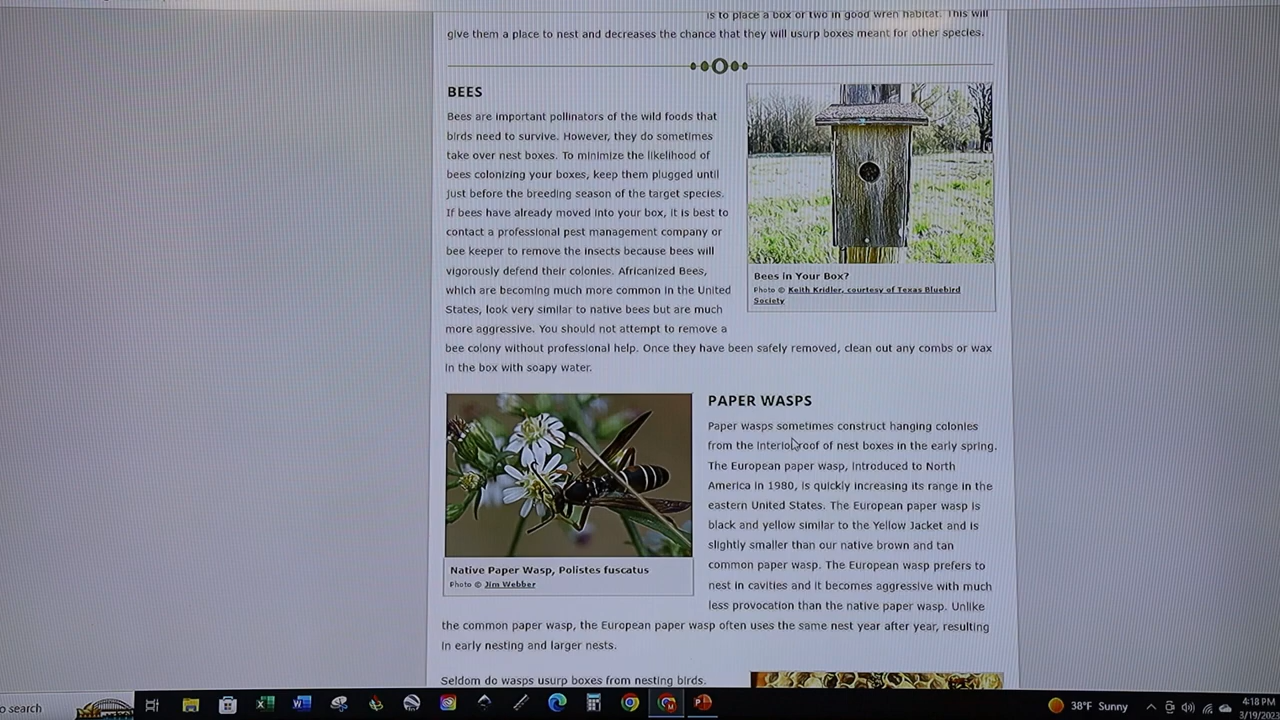 is to place a box or two in good wren habitat. This will
give them a place to nest and decreases the chance that they will usurp boxes meant for other species.
BEES
Bees are important pollinators of the wild foods that
birds need to survive. However, they do sometimes
take over nest boxes. To minimize the likelihood of
bees colonizing your boxes, keep them plugged until
just before the breeding season of the target species.
If bees have already moved into your box, it is best to
contact a professional pest management company or
bee keeper to remove the insects because bees will
vigorously defend their colonies. Africanized Bees,
which are becoming much more common in the United
States, look very similar to native bees but are much
more aggressive. You should not attempt to remove a
bee colony without professional help. Once they have been safely removed, clean out any combs or wax
in the box with soapy water.
Bees in Your Box?
Photo © Keith Kridler, courtesy of Texas Bluebird
Society
PAPER WASPS
Paper wasps sometimes construct hanging colonies
from the interior roof of nest boxes in the early spring.
The European paper wasp, introduced to North
America in 1980, is quickly increasing its range in the
eastern United States. The European paper wasp is
black and yellow similar to the Yellow Jacket and is
slightly smaller than our native brown and tan
common paper wasp. The European wasp prefers to
nest in cavities and it becomes aggressive with much
less provocation than the native paper wasp. Unlike
the common paper wasp, the European paper wasp often uses the same nest year after year, resulting
in early nesting and larger nests.
Native Paper Wasp, Polistes fuscatus
Photo © Jim Webber
Seldom do wasps usurp boxes from nesting birds.
o search
38°F Sunny
4:18 PM